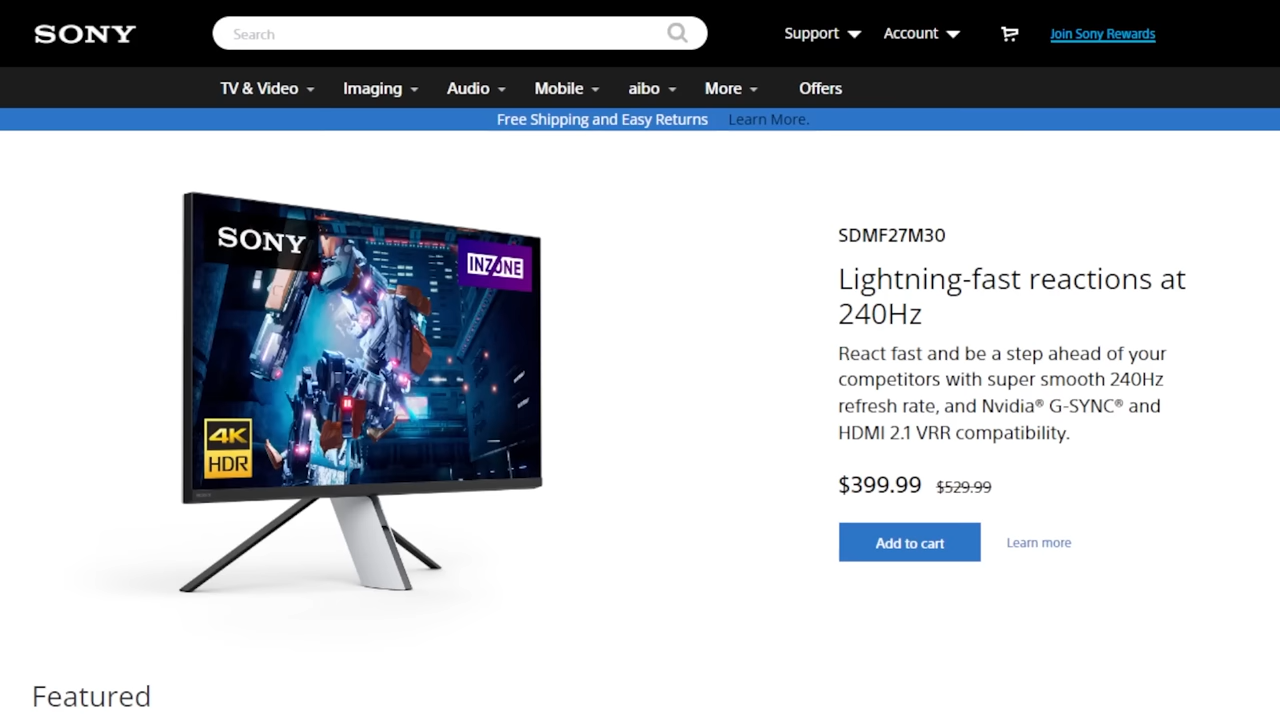 SONY
Search
Support
Account
Join Sony Rewards
TV & Video
Imaging
Audio
Mobile
aibo
More
Offers
Free Shipping and Easy Returns Learn More.
SONY
INZONE
4K
HDR
SDMF27M30
Lightning-fast reactions at
240Hz
React fast and be a step ahead of your
competitors with super smooth 240Hz
refresh rate, and Nvidia® G-SYNC® and
HDMI 2.1 VRR compatibility.
$399.99 $529.99
Add to cart
Learn more
Featured